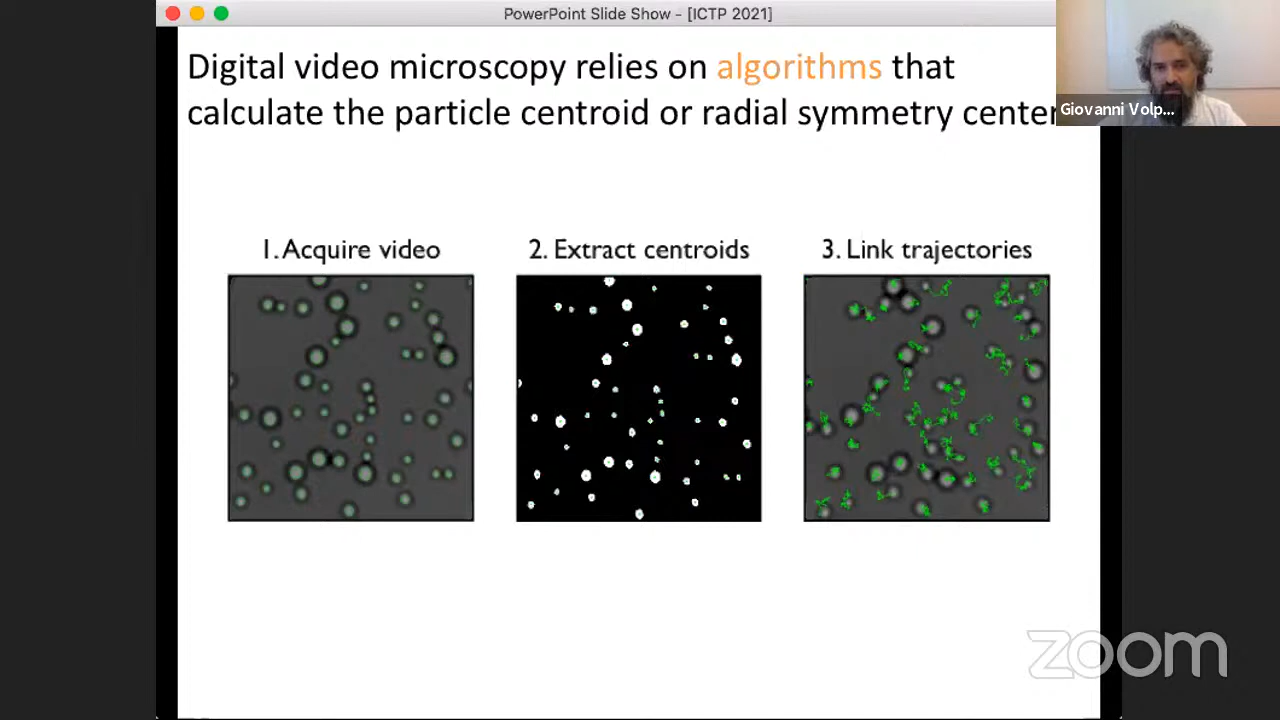 PowerPoint Slide Show - [ICTP 2021]
Digital video microscopy relies on algorithms that
calculate the particle centroid or radial symmetry center
Giovanni Volp...
1. Acquire video
2. Extract centroids
3. Link trajectories
zoom